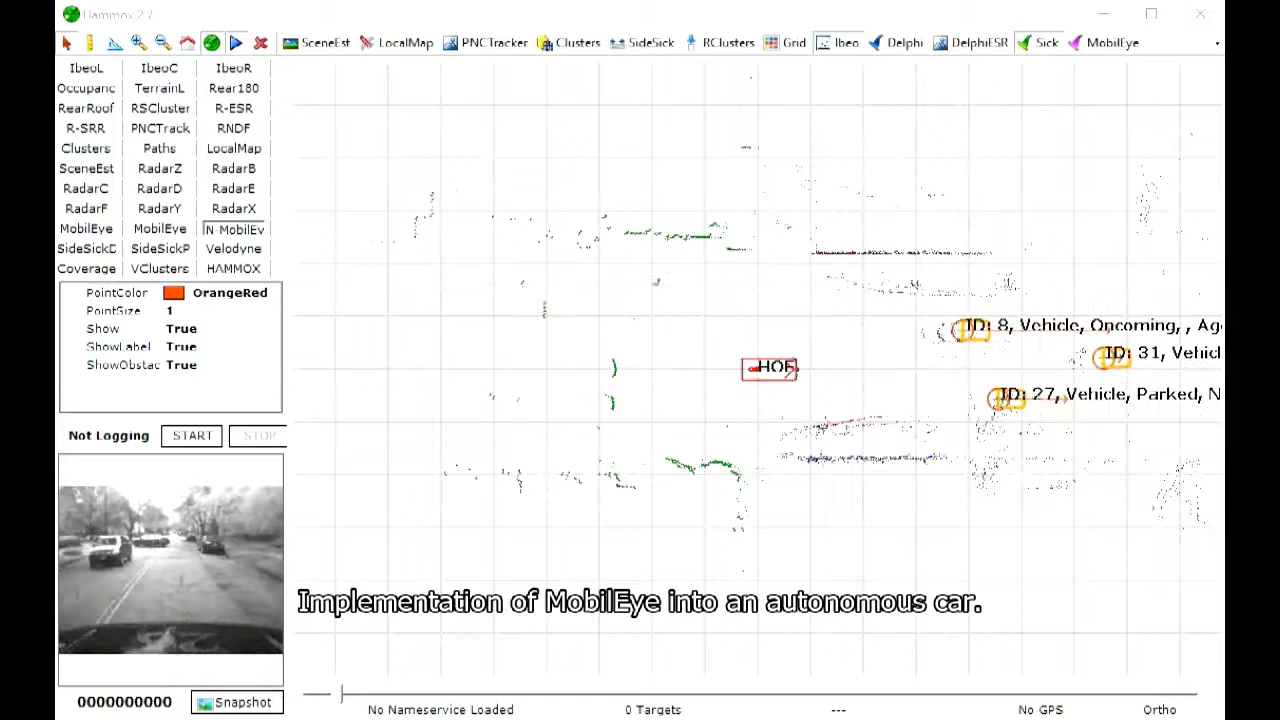 Hammox 2.7
SceneEst LocalMap PNCTracker Clusters SideSick RClusters Grid Ibeo Delphi DelphiESR Sick MobilEye
IbeoL IbeoC IbeoR
Occupanc TerrainL Rear180
RearRoof RSCluster R-ESR
R-SRR PNCTrack RNDF
Clusters Paths LocalMap
SceneEst RadarZ RadarB
RadarC RadarD RadarE
RadarF RadarY RadarX
MobilEye MobilEye N-MobilEy
SideSickD SideSickP Velodyne
Coverage VClusters HAMMOX
PointColor OrangeRed
PointSize 1
Show True
ShowLabel True
ShowObstac True
Not Logging START STOP
0000000000 Snapshot
ID: 8, Vehicle, Oncoming, , Ag
ID: 31, Vehicl
ID: 27, Vehicle, Parked, N
Implementation of MobilEye into an autonomous car.
No Nameservice Loaded 0 Targets --- No GPS Ortho